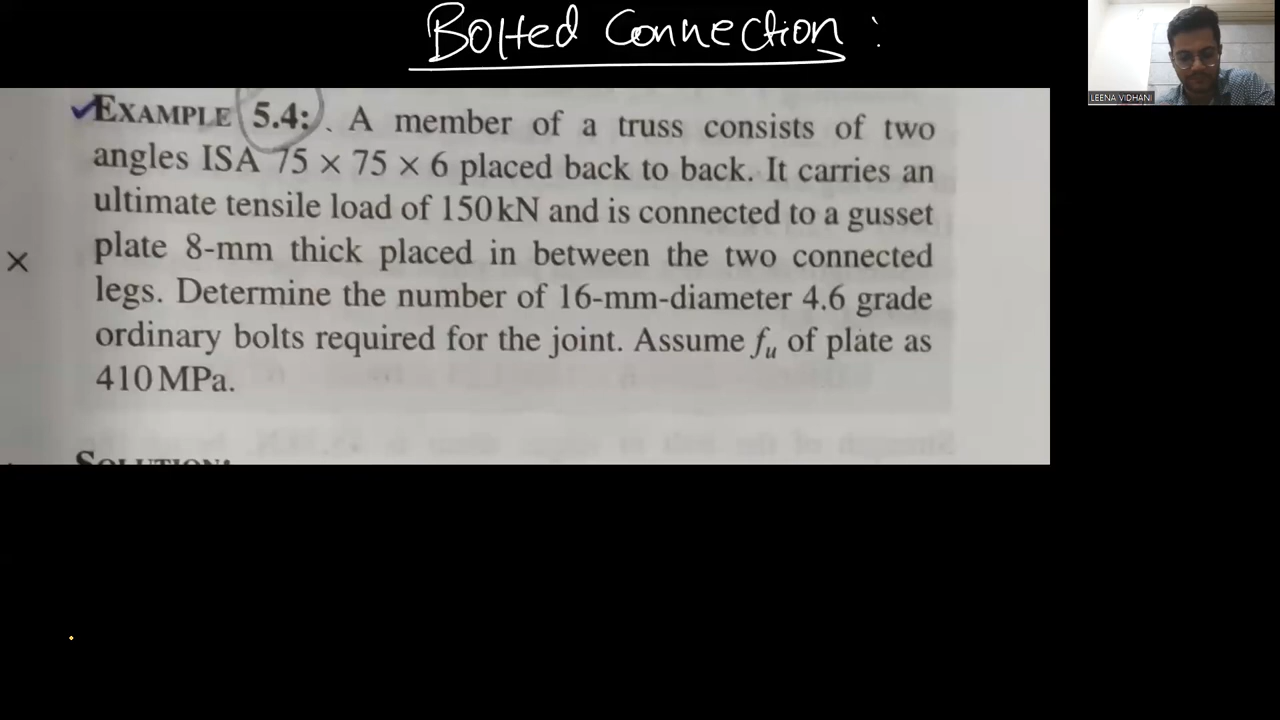 Bolted Connection :
LEENA VIDHANI
EXAMPLE 5.4: A member of a truss consists of two
angles ISA 75 × 75 × 6 placed back to back. It carries an
ultimate tensile load of 150 kN and is connected to a gusset
plate 8-mm thick placed in between the two connected
legs. Determine the number of 16-mm-diameter 4.6 grade
ordinary bolts required for the joint. Assume fu of plate as
410 MPa.
SOLUTION: